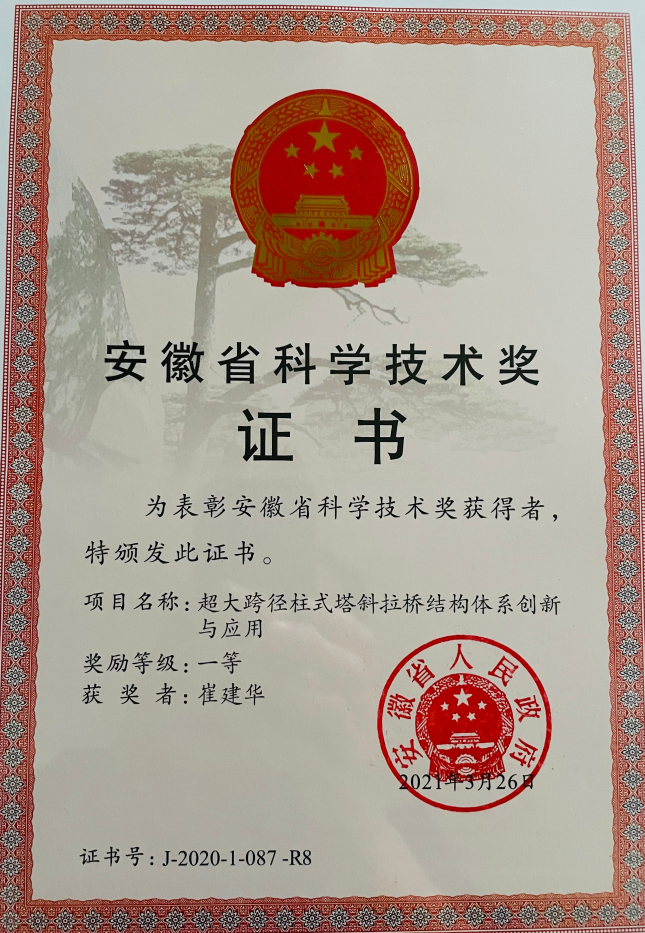 安徽省科学技术奖
证 书
为表彰安徽省科学技术奖获得者，
特颁发此证书。
项目名称：超大跨径柱式塔斜拉桥结构体系创新
与应用
奖励等级：一等
获 奖 者：崔建华
安徽省人民政府
2021年3月26日
证书号：J-2020-1-087 -R8